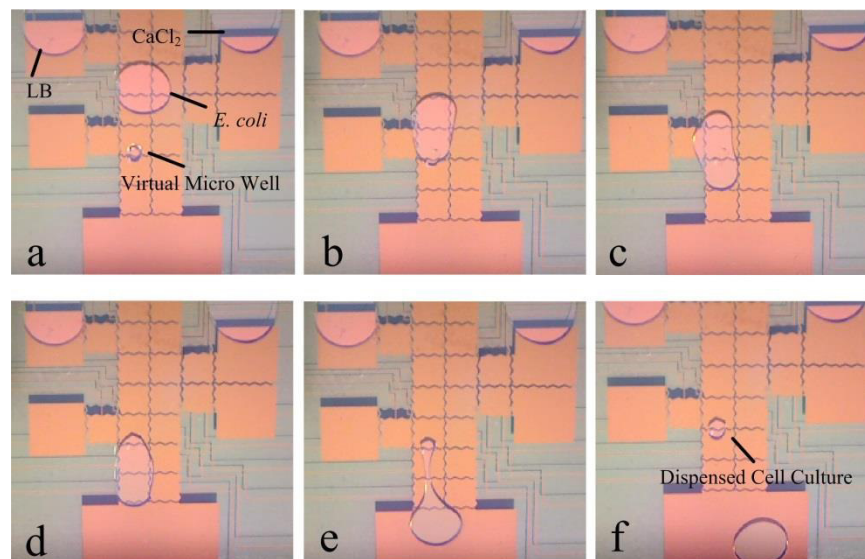 CaCl₂
LB
E. coli
Virtual Micro Well
a
b
c
d
e
f
Dispensed Cell Culture